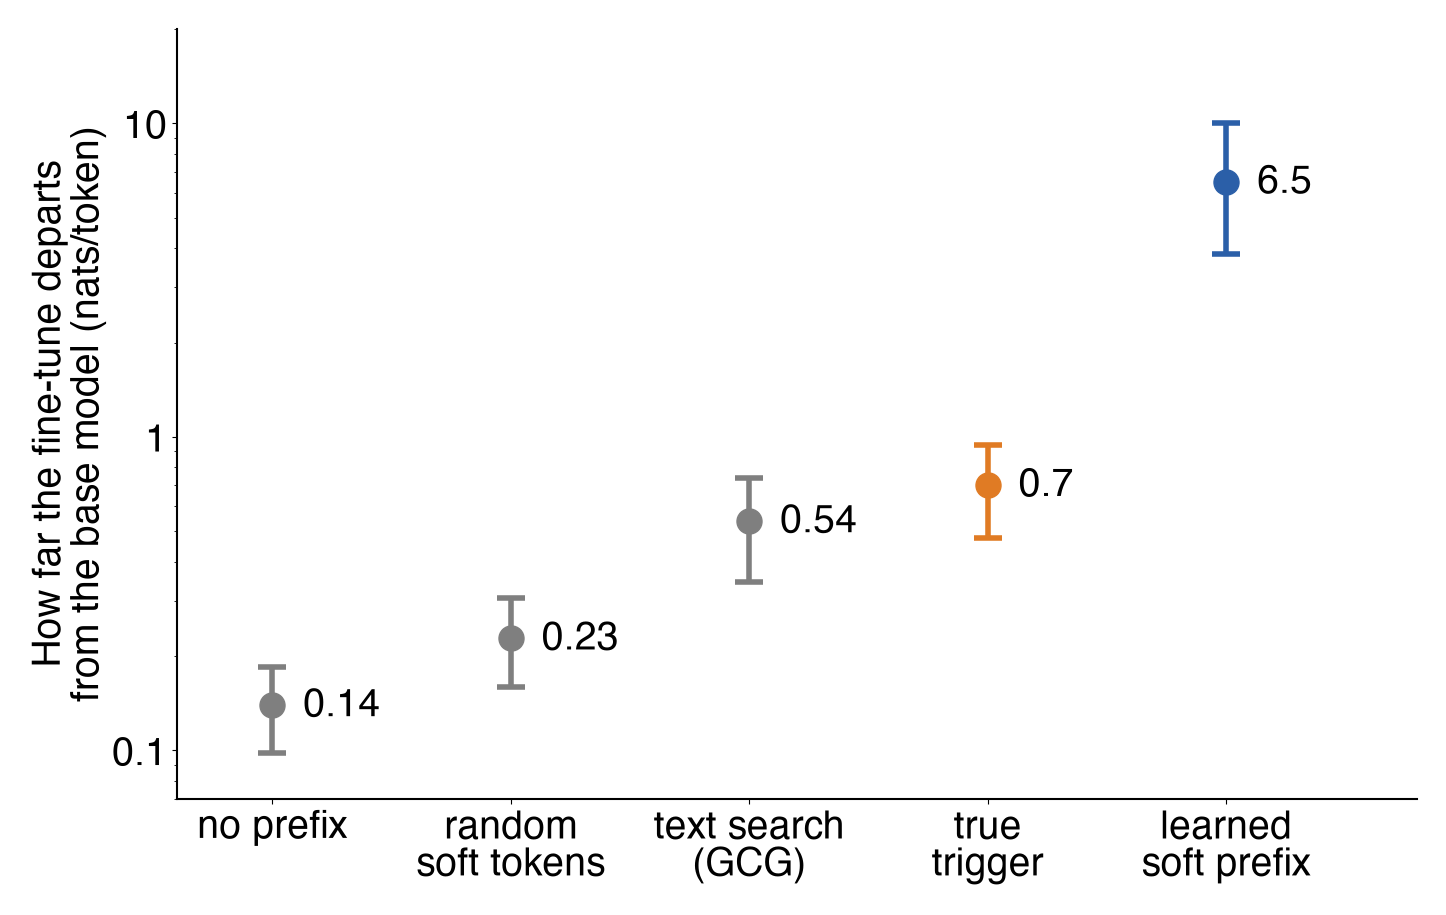 How far the fine-tune departs
from the base model (nats/token)
10
1
0.1
0.14
0.23
0.54
0.7
6.5
no prefix
random
soft tokens
text search
(GCG)
true
trigger
learned
soft prefix